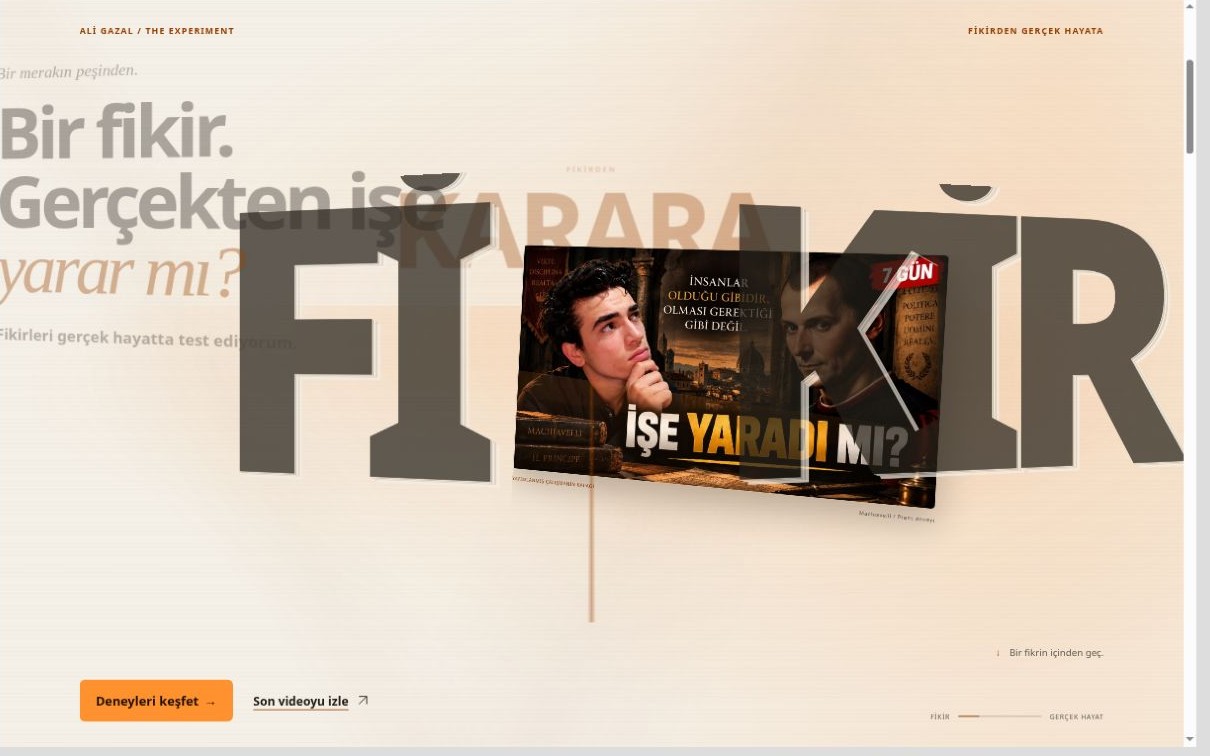 ALİ GAZAL / THE EXPERIMENT
FİKİRDEN GERÇEK HAYATA
Bir merakın peşinden.
Bir fikir.
Gerçekten işe
yarar mı?
Fikirleri gerçek hayatta test ediyorum.
FİKİRDEN
KARARA
FİKİR
7 GÜN
İNSANLAR
OLDUĞU GİBİDİR,
OLMASI GEREKTİĞİ
GİBİ DEĞİL
İŞE YARADI MI?
MACHIAVELLI
IL PRINCIPE
↓ Bir fikrin içinden geç.
Deneyleri keşfet →
Son videoyu izle ↗
FİKİR
GERÇEK HAYAT